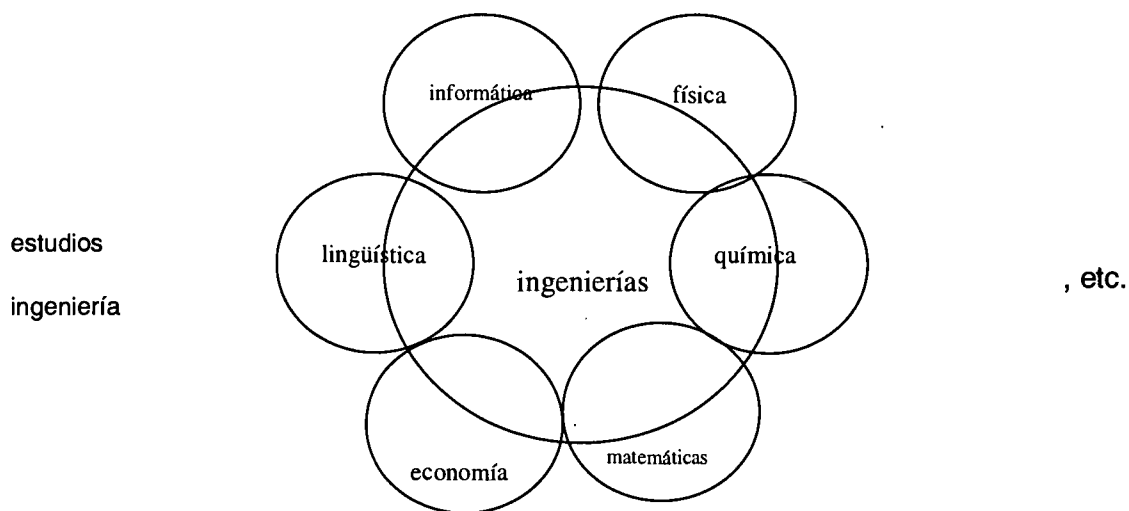 informática
física
estudios
lingüística
química
ingenierías
, etc.
ingeniería
economía
matemáticas